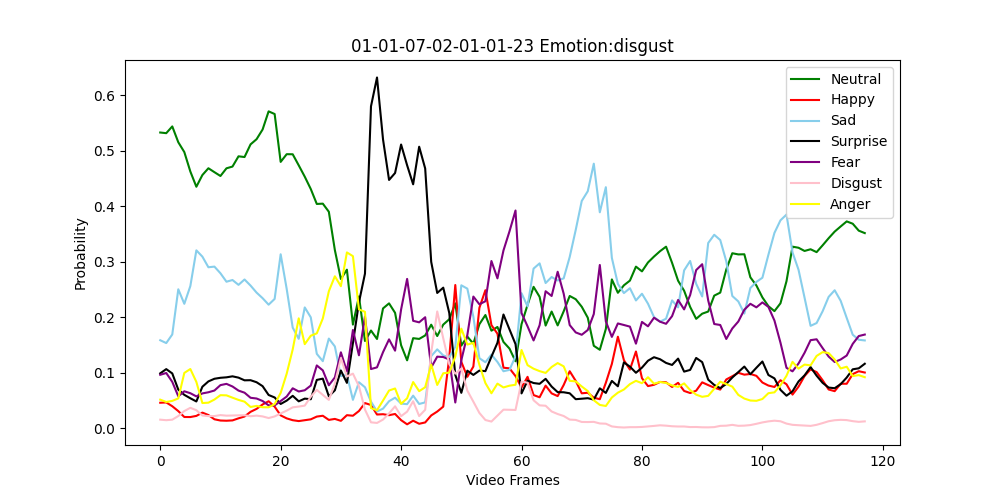 01-01-07-02-01-01-23 Emotion:disgust
Probability
0.6
0.5
0.4
0.3
0.2
0.1
0.0
Neutral
Happy
Sad
Surprise
Fear
Disgust
Anger
0 20 40 60 80 100 120
Video Frames